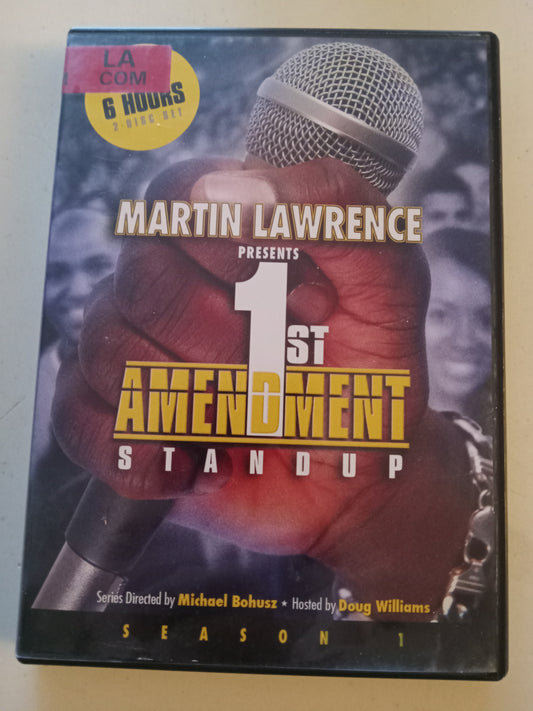 LA
COM
6 HOURS
2-DISC SET
MARTIN LAWRENCE
PRESENTS
1ST
AMENDMENT
STANDUP
Series Directed by Michael Bohusz ★ Hosted by Doug Williams
SEASON 1